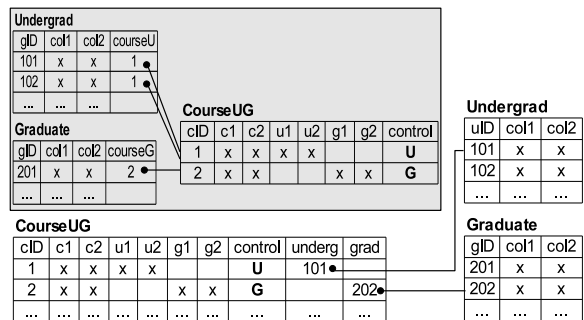 Undergrad
gID col1 col2 courseU
101 x x 1
102 x x 1
... ... ...
Graduate
gID col1 col2 courseG
201 x x 2
... ... ...
CourseUG
cID c1 c2 u1 u2 g1 g2 control
1 x x x x U
2 x x x x G
Undergrad
uID col1 col2
101 x x
102 x x
... ... ...
CourseUG
cID c1 c2 u1 u2 g1 g2 control underg grad
1 x x x x U 101
2 x x x x G 202
... ... ... ... ... ... ... ... ... ...
Graduate
gID col1 col2
201 x x
202 x x
... ... ...